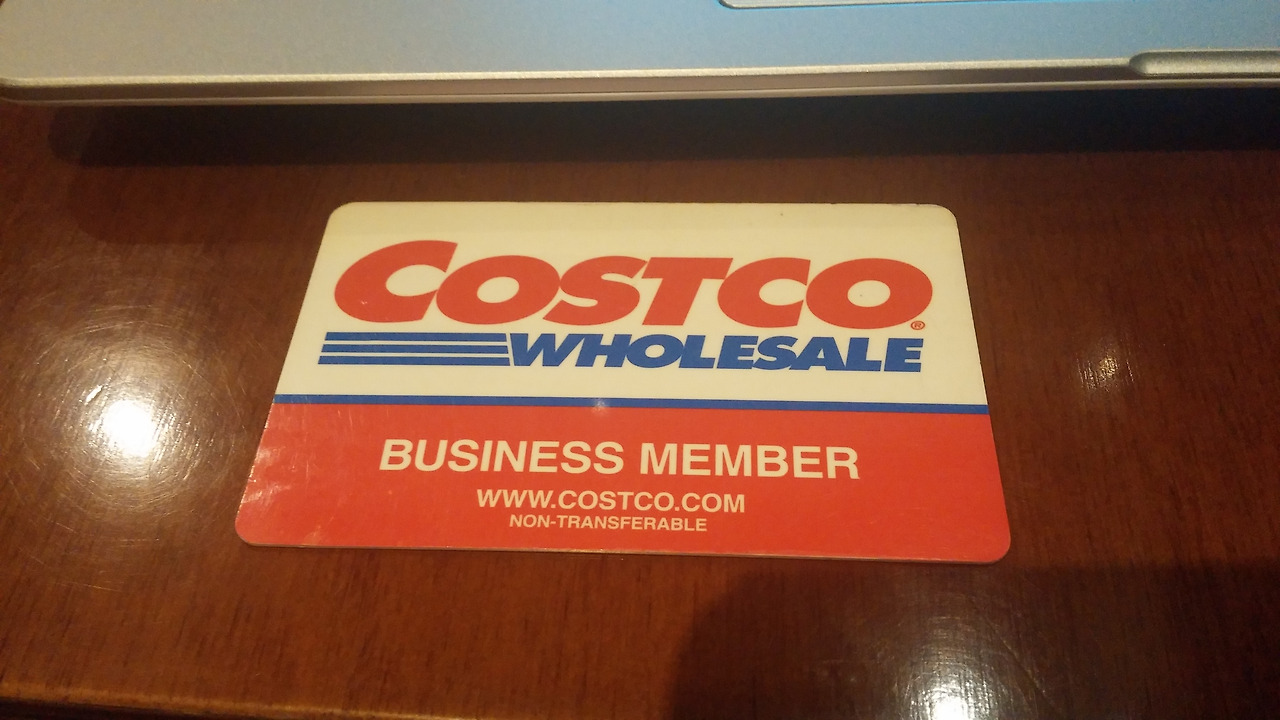 COSTCO®
WHOLESALE
BUSINESS MEMBER
WWW.COSTCO.COM
NON-TRANSFERABLE